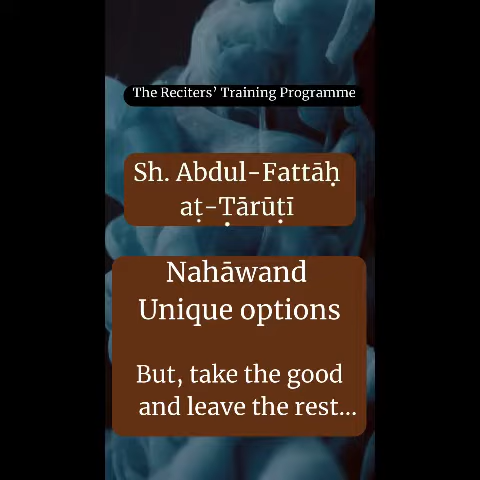 The Reciters’ Training Programme
Sh. Abdul-Fattāḥ
aṭ-Ṭārūṭī
Nahāwand
Unique options
But, take the good
and leave the rest...